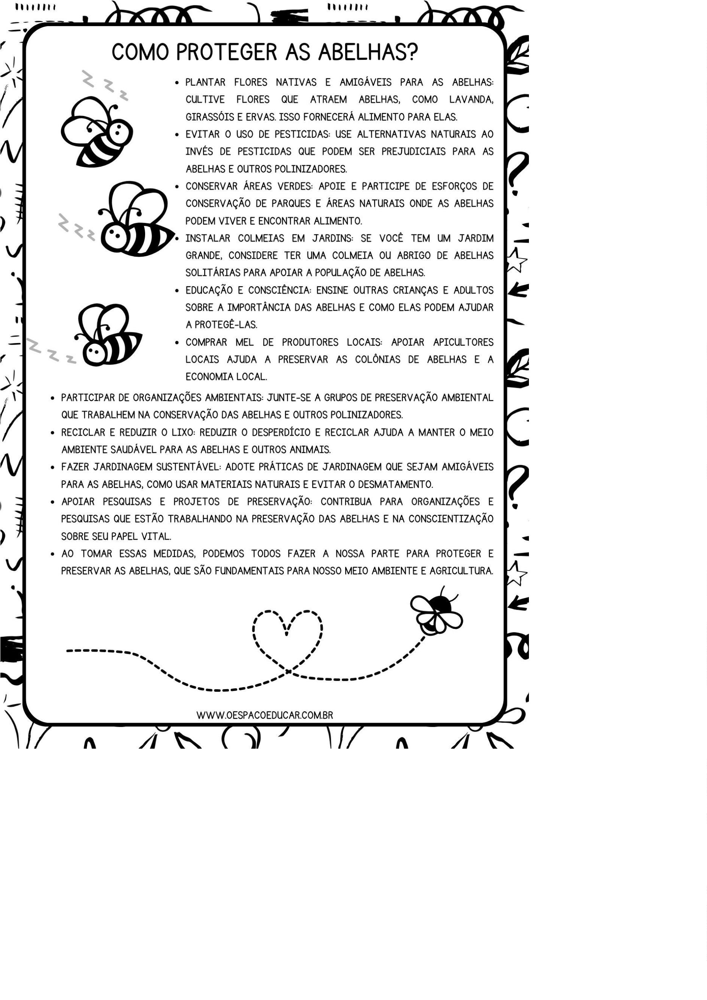 COMO PROTEGER AS ABELHAS?
• PLANTAR FLORES NATIVAS E AMIGÁVEIS PARA AS ABELHAS:
CULTIVE FLORES QUE ATRAEM ABELHAS, COMO LAVANDA,
GIRASSÓIS E ERVAS. ISSO FORNECERÁ ALIMENTO PARA ELAS.
• EVITAR O USO DE PESTICIDAS: USE ALTERNATIVAS NATURAIS AO
INVÉS DE PESTICIDAS QUE PODEM SER PREJUDICIAIS PARA AS
ABELHAS E OUTROS POLINIZADORES.
• CONSERVAR ÁREAS VERDES: APOIE E PARTICIPE DE ESFORÇOS DE
CONSERVAÇÃO DE PARQUES E ÁREAS NATURAIS ONDE AS ABELHAS
PODEM VIVER E ENCONTRAR ALIMENTO.
• INSTALAR COLMEIAS EM JARDINS: SE VOCÊ TEM UM JARDIM
GRANDE, CONSIDERE TER UMA COLMEIA OU ABRIGO DE ABELHAS
SOLITÁRIAS PARA APOIAR A POPULAÇÃO DE ABELHAS.
• EDUCAÇÃO E CONSCIÊNCIA: ENSINE OUTRAS CRIANÇAS E ADULTOS
SOBRE A IMPORTÂNCIA DAS ABELHAS E COMO ELAS PODEM AJUDAR
A PROTEGÊ-LAS.
• COMPRAR MEL DE PRODUTORES LOCAIS: APOIAR APICULTORES
LOCAIS AJUDA A PRESERVAR AS COLÔNIAS DE ABELHAS E A
ECONOMIA LOCAL.
• PARTICIPAR DE ORGANIZAÇÕES AMBIENTAIS: JUNTE-SE A GRUPOS DE PRESERVAÇÃO AMBIENTAL
QUE TRABALHEM NA CONSERVAÇÃO DAS ABELHAS E OUTROS POLINIZADORES.
• RECICLAR E REDUZIR O LIXO: REDUZIR O DESPERDÍCIO E RECICLAR AJUDA A MANTER O MEIO
AMBIENTE SAUDÁVEL PARA AS ABELHAS E OUTROS ANIMAIS.
• FAZER JARDINAGEM SUSTENTÁVEL: ADOTE PRÁTICAS DE JARDINAGEM QUE SEJAM AMIGÁVEIS
PARA AS ABELHAS, COMO USAR MATERIAIS NATURAIS E EVITAR O DESMATAMENTO.
• APOIAR PESQUISAS E PROJETOS DE PRESERVAÇÃO: CONTRIBUA PARA ORGANIZAÇÕES E
PESQUISAS QUE ESTÃO TRABALHANDO NA PRESERVAÇÃO DAS ABELHAS E NA CONSCIENTIZAÇÃO
SOBRE SEU PAPEL VITAL.
• AO TOMAR ESSAS MEDIDAS, PODEMOS TODOS FAZER A NOSSA PARTE PARA PROTEGER E
PRESERVAR AS ABELHAS, QUE SÃO FUNDAMENTAIS PARA NOSSO MEIO AMBIENTE E AGRICULTURA.
WWW.OESPACOEDUCAR.COM.BR